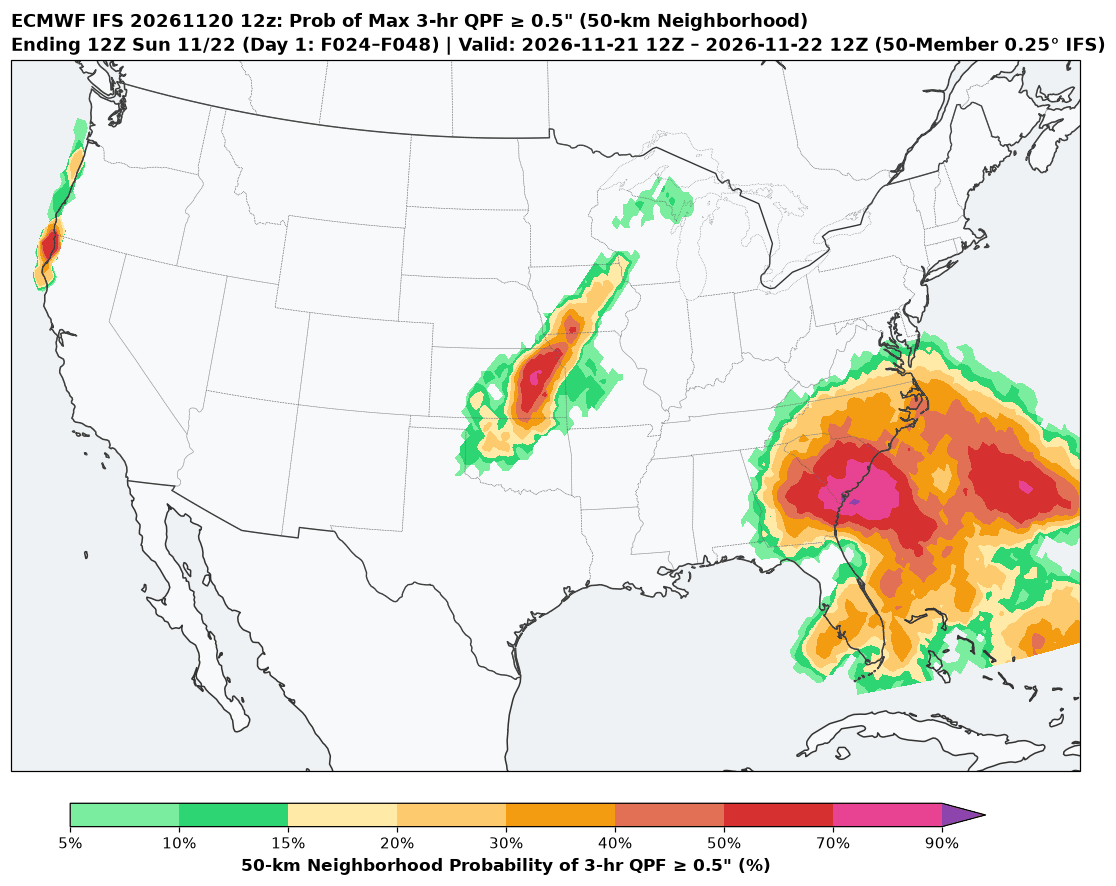 ECMWF IFS 20261120 12z: Prob of Max 3-hr QPF ≥ 0.5" (50-km Neighborhood)
Ending 12Z Sun 11/22 (Day 1: F024–F048) | Valid: 2026-11-21 12Z – 2026-11-22 12Z (50-Member 0.25° IFS)
5% 10% 15% 20% 30% 40% 50% 70% 90%
50-km Neighborhood Probability of 3-hr QPF ≥ 0.5" (%)